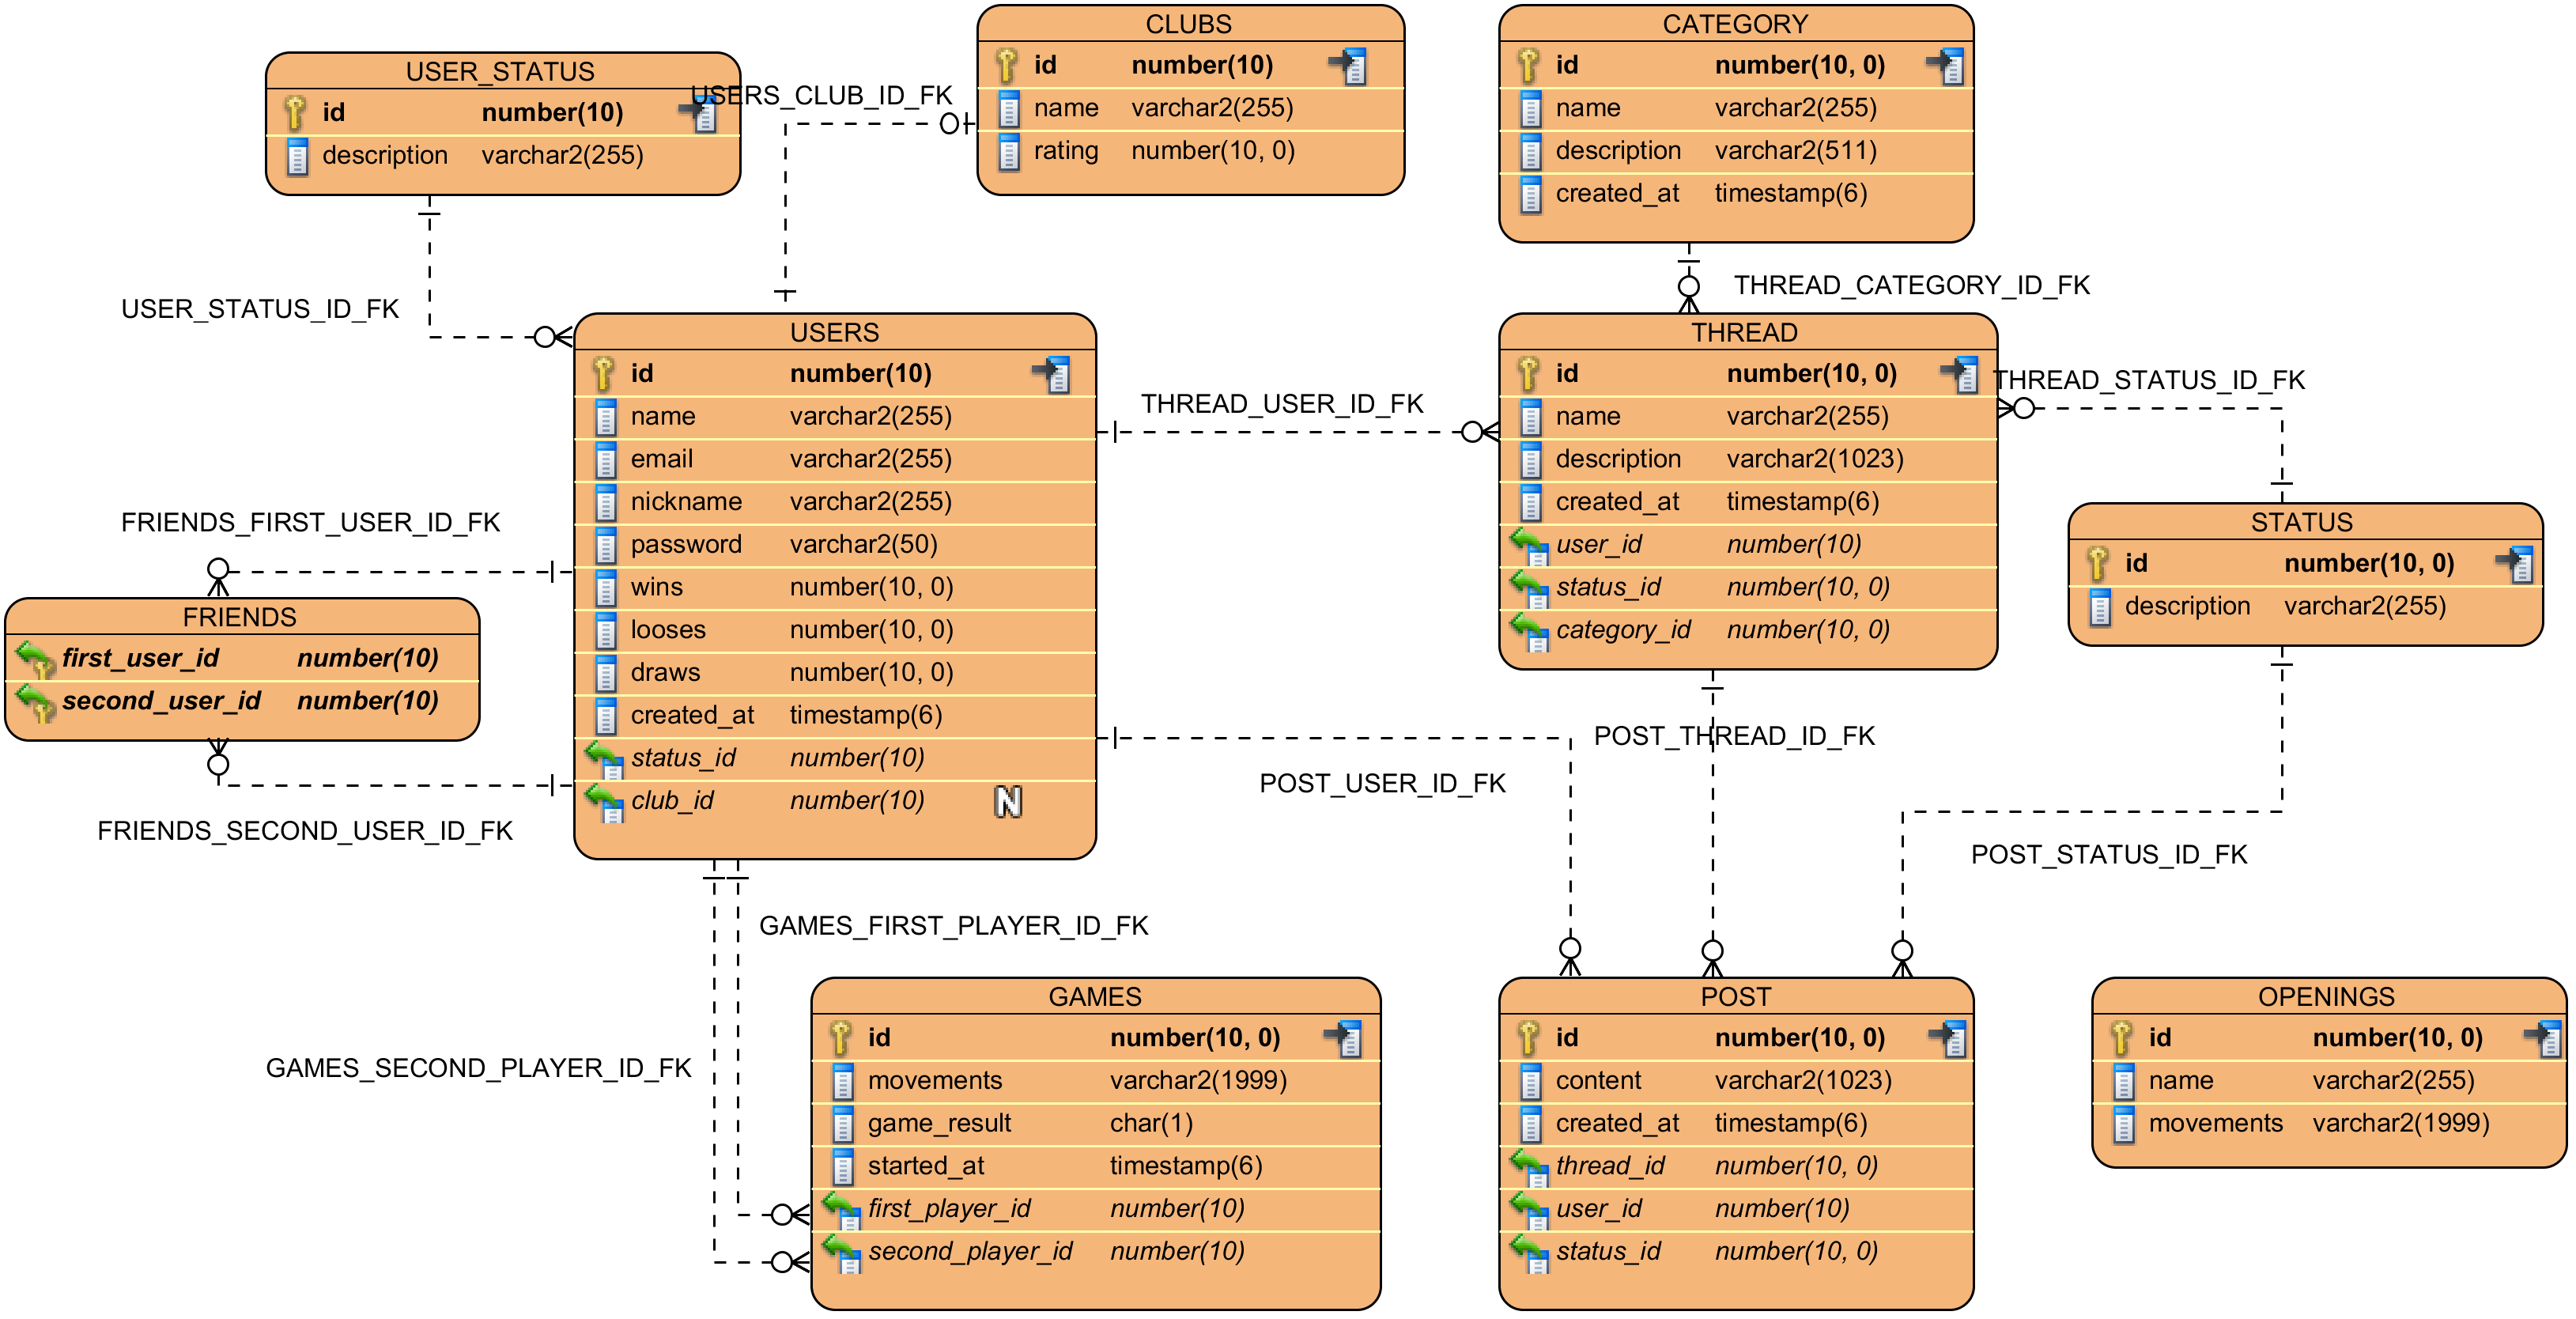 USER_STATUS
id number(10)
description varchar2(255)
USER_STATUS_ID_FK
USERS_CLUB_ID_FK
CLUBS
id number(10)
name varchar2(255)
rating number(10, 0)
CATEGORY
id number(10, 0)
name varchar2(255)
description varchar2(511)
created_at timestamp(6)
THREAD_CATEGORY_ID_FK
USERS
id number(10)
name varchar2(255)
email varchar2(255)
nickname varchar2(255)
password varchar2(50)
wins number(10, 0)
looses number(10, 0)
draws number(10, 0)
created_at timestamp(6)
status_id number(10)
club_id number(10) N
THREAD_USER_ID_FK
THREAD
id number(10, 0)
name varchar2(255)
description varchar2(1023)
created_at timestamp(6)
user_id number(10)
status_id number(10, 0)
category_id number(10, 0)
THREAD_STATUS_ID_FK
STATUS
id number(10, 0)
description varchar2(255)
FRIENDS_FIRST_USER_ID_FK
FRIENDS
first_user_id number(10)
second_user_id number(10)
FRIENDS_SECOND_USER_ID_FK
POST_THREAD_ID_FK
POST_USER_ID_FK
POST_STATUS_ID_FK
GAMES_FIRST_PLAYER_ID_FK
GAMES_SECOND_PLAYER_ID_FK
GAMES
id number(10, 0)
movements varchar2(1999)
game_result char(1)
started_at timestamp(6)
first_player_id number(10)
second_player_id number(10)
POST
id number(10, 0)
content varchar2(1023)
created_at timestamp(6)
thread_id number(10, 0)
user_id number(10)
status_id number(10, 0)
OPENINGS
id number(10, 0)
name varchar2(255)
movements varchar2(1999)